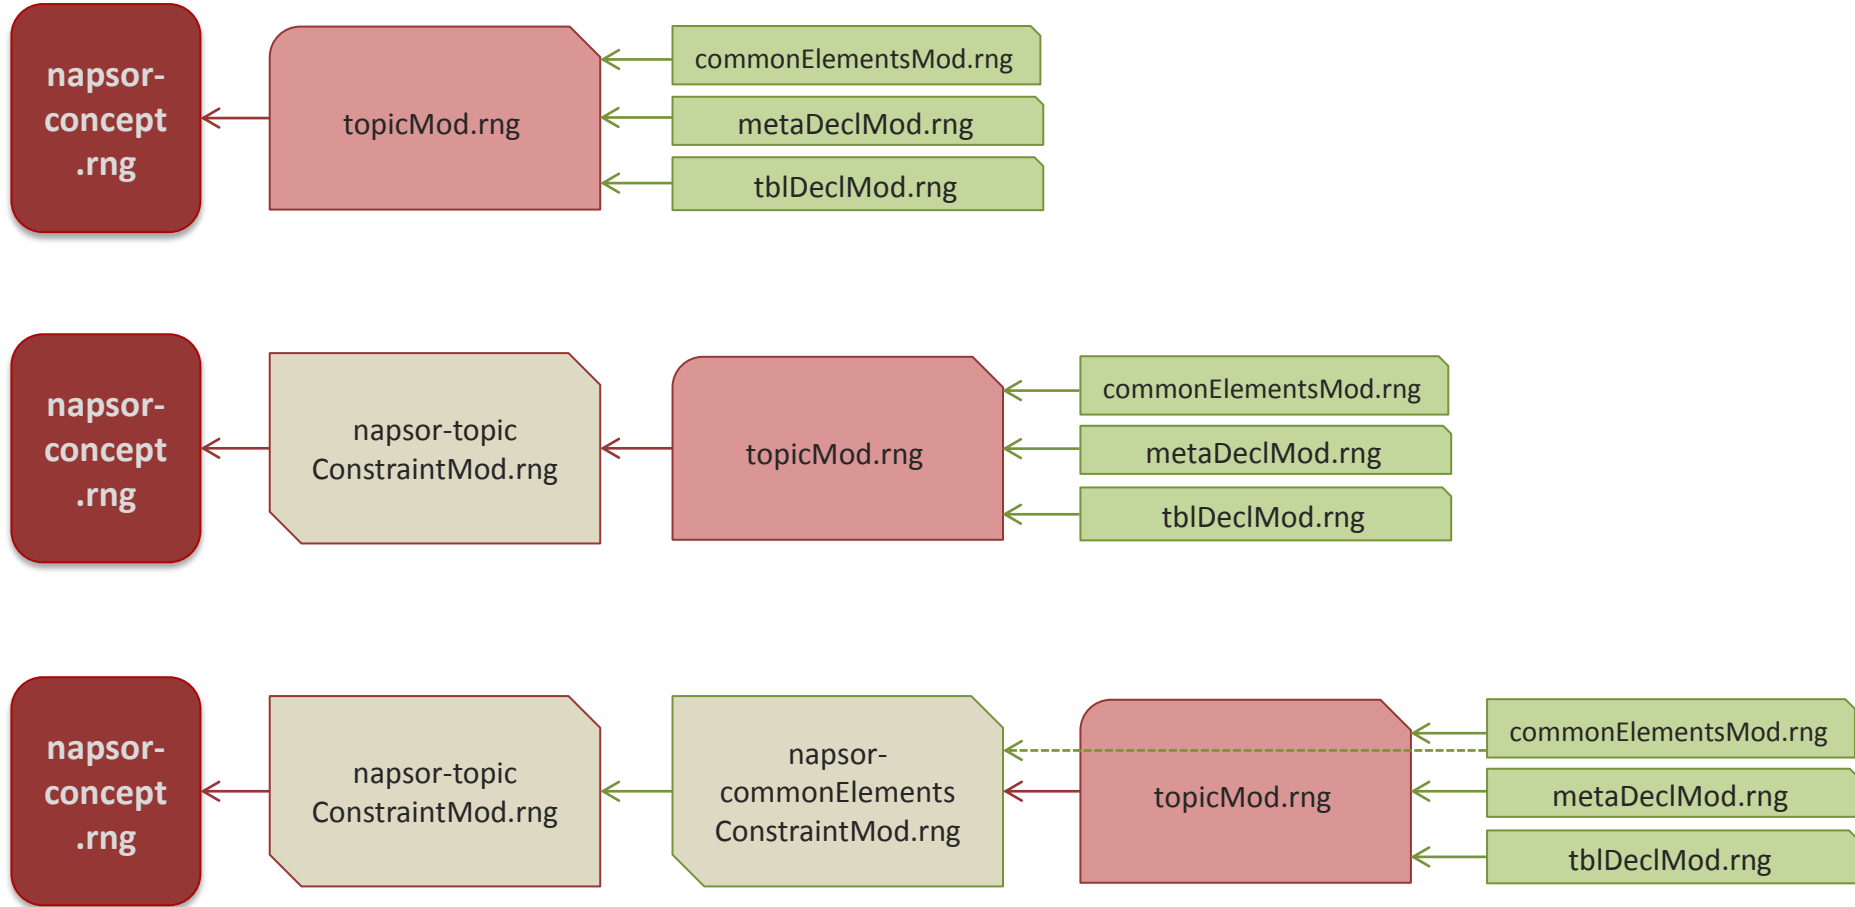 napsor-
concept
.rng
topicMod.rng
commonElementsMod.rng
metaDeclMod.rng
tblDeclMod.rng
napsor-
concept
.rng
napsor-topic
ConstraintMod.rng
topicMod.rng
commonElementsMod.rng
metaDeclMod.rng
tblDeclMod.rng
napsor-
concept
.rng
napsor-topic
ConstraintMod.rng
napsor-
commonElements
ConstraintMod.rng
topicMod.rng
commonElementsMod.rng
metaDeclMod.rng
tblDeclMod.rng